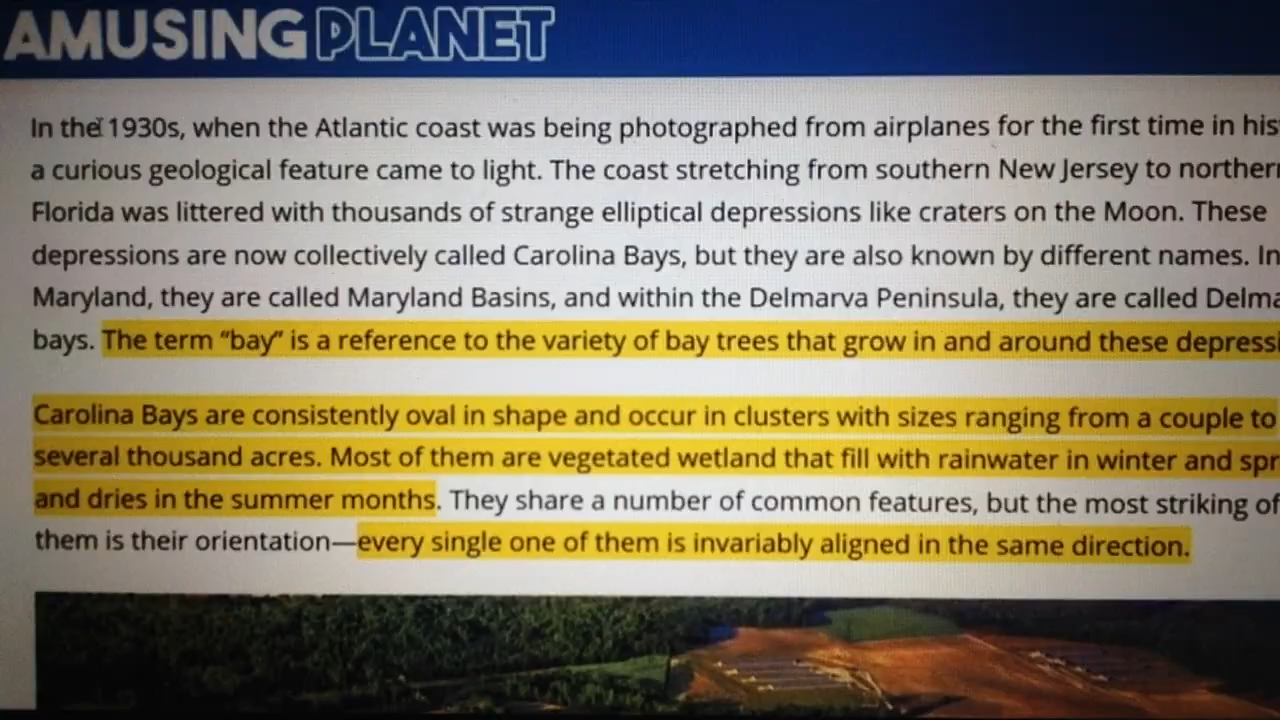 AMUSING PLANET
In the 1930s, when the Atlantic coast was being photographed from airplanes for the first time in his
a curious geological feature came to light. The coast stretching from southern New Jersey to northern
Florida was littered with thousands of strange elliptical depressions like craters on the Moon. These
depressions are now collectively called Carolina Bays, but they are also known by different names. In
Maryland, they are called Maryland Basins, and within the Delmarva Peninsula, they are called Delma
bays. The term “bay” is a reference to the variety of bay trees that grow in and around these depressi
Carolina Bays are consistently oval in shape and occur in clusters with sizes ranging from a couple to
several thousand acres. Most of them are vegetated wetland that fill with rainwater in winter and spr
and dries in the summer months. They share a number of common features, but the most striking of
them is their orientation—every single one of them is invariably aligned in the same direction.